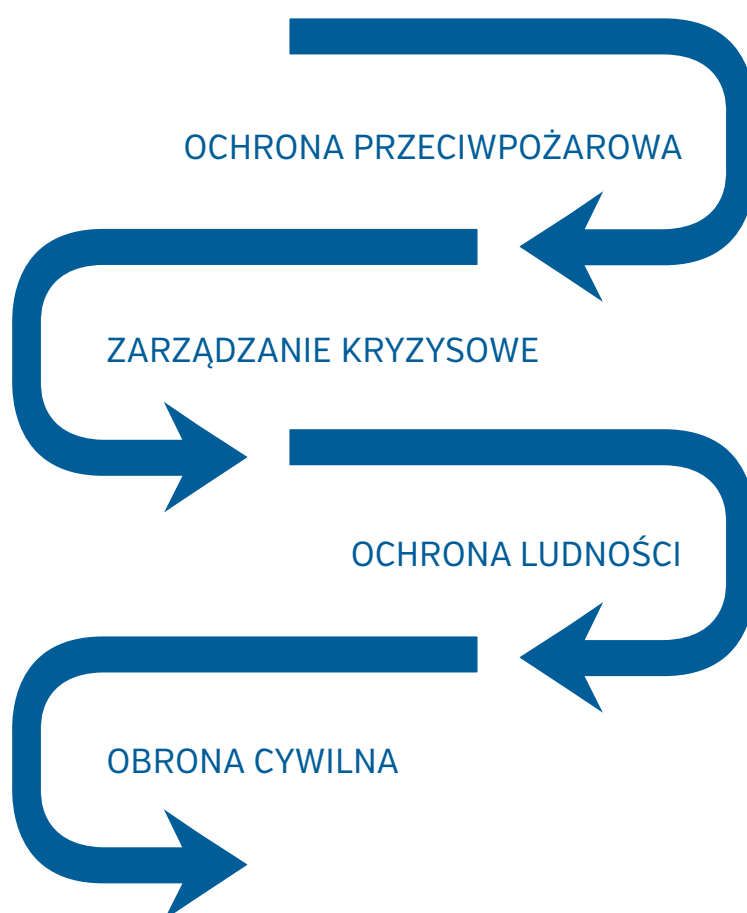 OCHRONA PRZECIWPOŻAROWA
ZARZĄDZANIE KRYZYSOWE
OCHRONA LUDNOŚCI
OBRONA CYWILNA